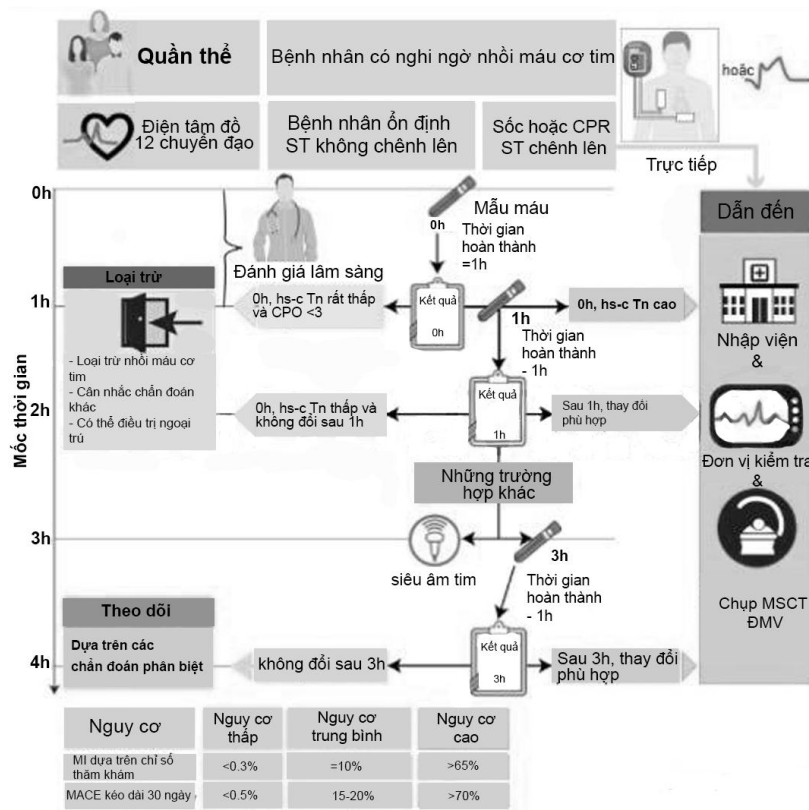 Quần thể
Bệnh nhân có nghi ngờ nhồi máu cơ tim
hoặc
Điện tâm đồ
12 chuyển đạo
Bệnh nhân ổn định
ST không chênh lên
Sốc hoặc CPR
ST chênh lên
Trực tiếp
Mốc thời gian
0h
1h
2h
3h
4h
Đánh giá lâm sàng
0h
Mẫu máu
Thời gian
hoàn thành
=1h
Dẫn đến
Loại trừ
- Loại trừ nhồi máu cơ
tim
- Cân nhắc chẩn đoán
khác
- Có thể điều trị ngoại
trú
0h, hs-c Tn rất thấp
và CPO <3
Kết quả
0h
1h
Thời gian
hoàn thành
- 1h
0h, hs-c Tn cao
Nhập viện
&
0h, hs-c Tn thấp và
không đổi sau 1h
Kết quả
1h
Sau 1h, thay đổi
phù hợp
Đơn vị kiểm tra
&
Những trường
hợp khác
siêu âm tim
3h
Thời gian
hoàn thành
- 1h
Chụp MSCT
ĐMV
Theo dõi
Dựa trên các
chẩn đoán phân biệt
không đổi sau 3h
Kết quả
3h
Sau 3h, thay đổi
phù hợp
Nguy cơ
Nguy cơ
thấp
Nguy cơ
trung bình
Nguy cơ
cao
MI dựa trên chỉ số
thăm khám
<0.3%
=10%
>65%
MACE kéo dài 30 ngày
<0.5%
15-20%
>70%